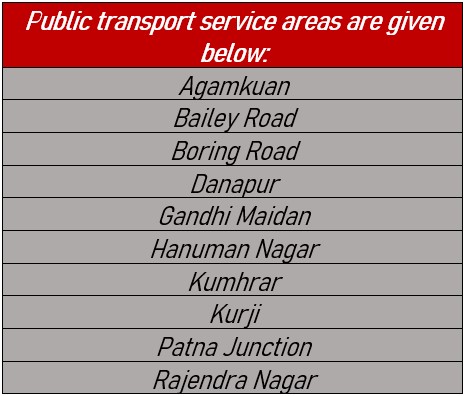 Public transport service areas are given
below:
Agamkuan
Bailey Road
Boring Road
Danapur
Gandhi Maidan
Hanuman Nagar
Kumhrar
Kurji
Patna Junction
Rajendra Nagar